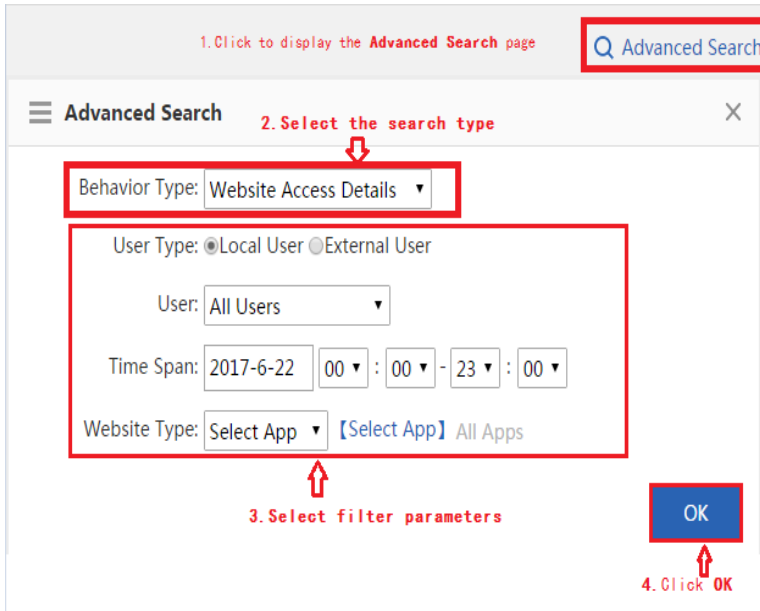 1.Click to display the Advanced Search page
Advanced Search
Advanced Search
2.Select the search type
Behavior Type: Website Access Details
User Type: Local User External User
User: All Users
Time Span: 2017-6-22 00 : 00 - 23 : 00
Website Type: Select App 【Select App】 All Apps
3.Select filter parameters
OK
4.Click OK